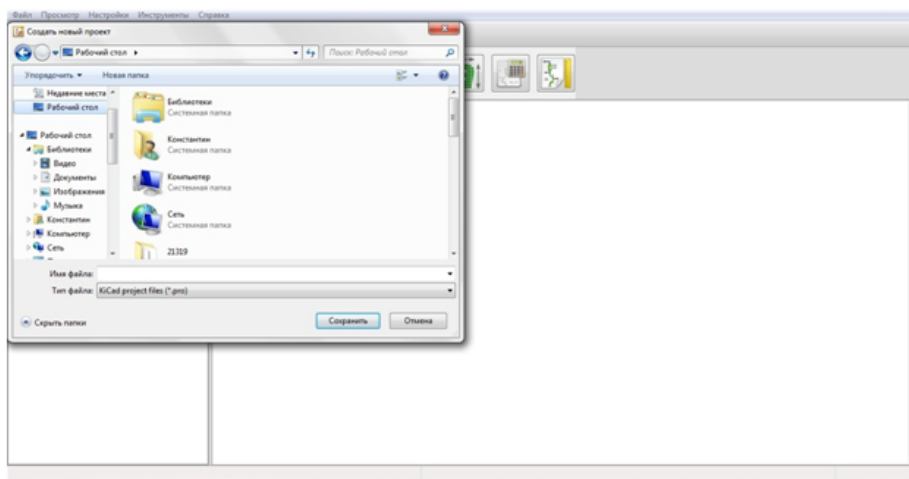 Файл Просмотр Настройки Инструменты Справка
Создать новый проект
Рабочий стол
Поиск: Рабочий стол
Упорядочить Новая папка
Недавние места
Рабочий стол
Рабочий стол
Библиотеки
Видео
Документы
Изображения
Музыка
Константин
Компьютер
Сеть
Библиотеки
Системная папка
Константин
Системная папка
Компьютер
Системная папка
Сеть
Системная папка
21319
Имя файла:
Тип файла: KiCad project files (*.pro)
Скрыть папки
Сохранить Отмена